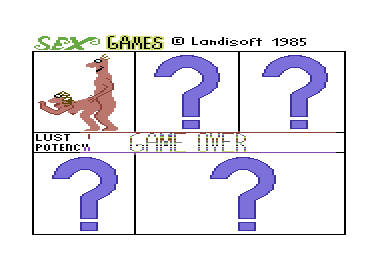 SEX GAMES © Landisoft 1985
? ?
LUST
POTENCY
GAME OVER
? ?